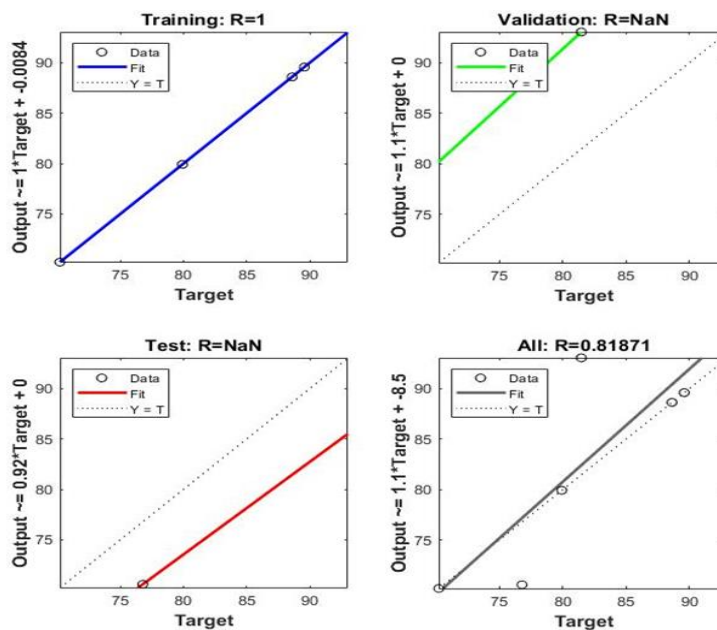 Training: R=1
Output ~= 1*Target + -0.0084
Data
Fit
Y = T
90
85
80
75
75 80 85 90
Target
Validation: R=NaN
Output ~= 1.1*Target + 0
Data
Fit
Y = T
90
85
80
75
75 80 85 90
Target
Test: R=NaN
Output ~= 0.92*Target + 0
Data
Fit
Y = T
90
85
80
75
75 80 85 90
Target
All: R=0.81871
Output ~= 1.1*Target + -8.5
Data
Fit
Y = T
90
85
80
75
75 80 85 90
Target